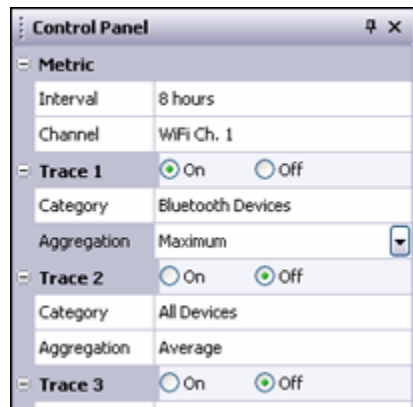 Control Panel
Metric
Interval 8 hours
Channel WiFi Ch. 1
Trace 1 On Off
Category Bluetooth Devices
Aggregation Maximum
Trace 2 On Off
Category All Devices
Aggregation Average
Trace 3 On Off